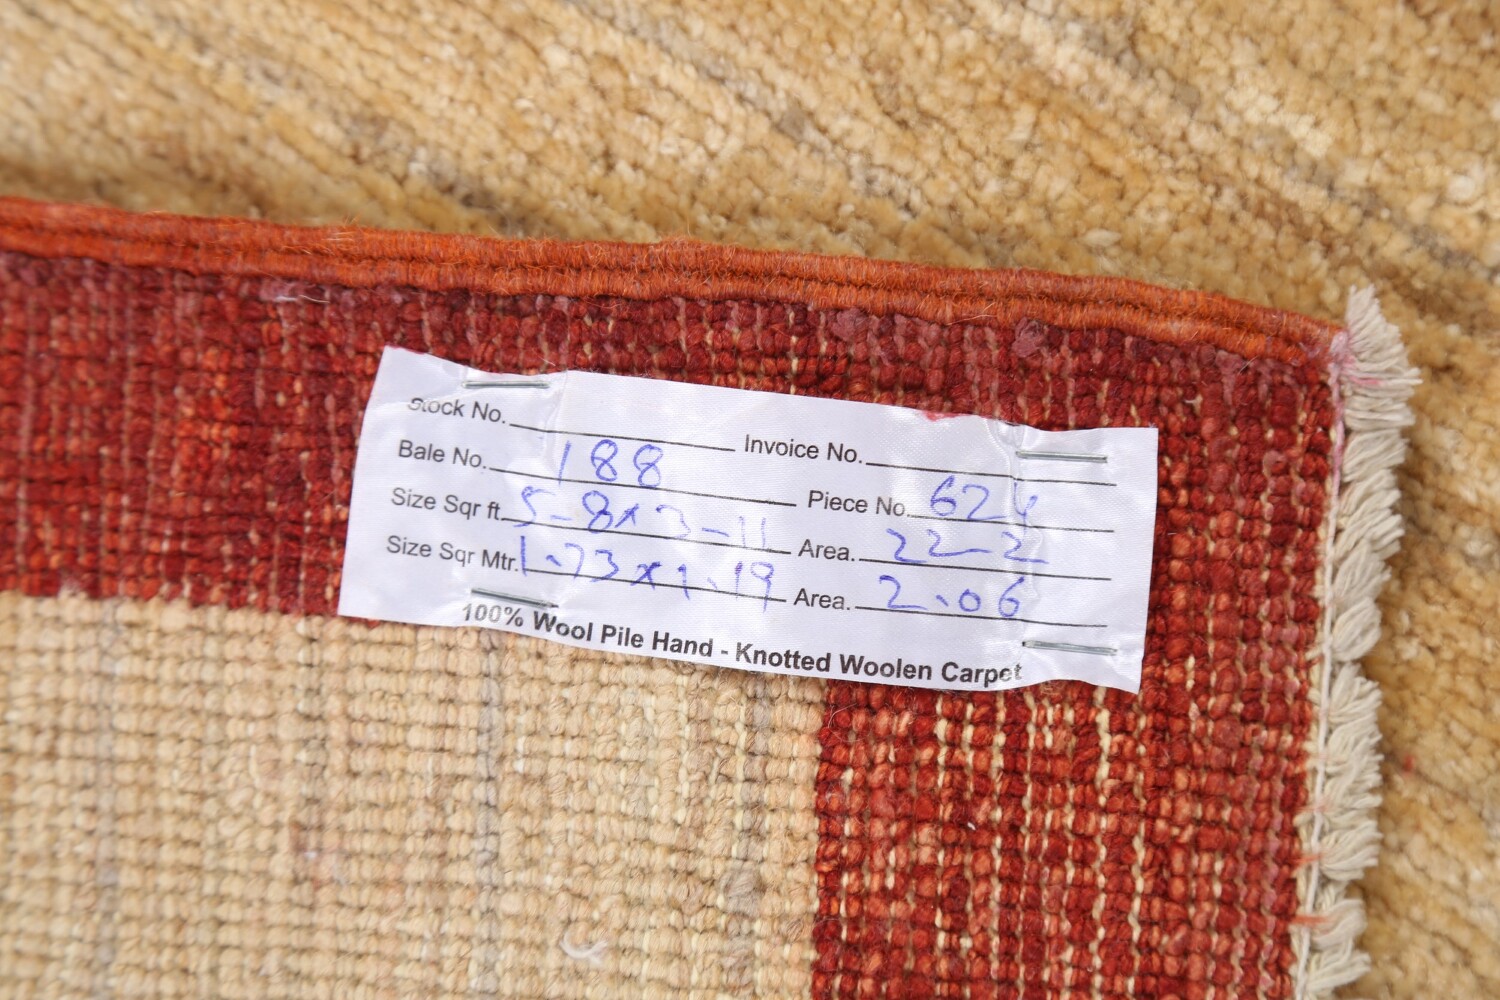 Stock No. Invoice No.
Bale No. 188 Piece No. 624
Size Sqr ft. 5-8x3-11 Area. 22-2
Size Sqr Mtr. 1.73x1.19 Area. 2.06
100% Wool Pile Hand - Knotted Woolen Carpet